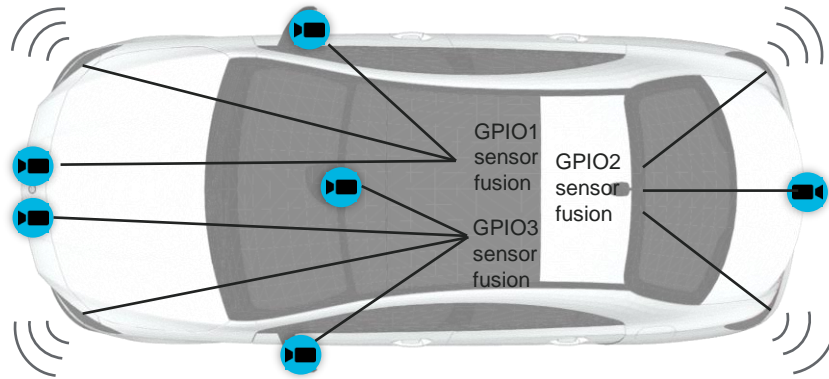 GPIO1
sensor
fusion
GPIO2
sensor
fusion
GPIO3
sensor
fusion